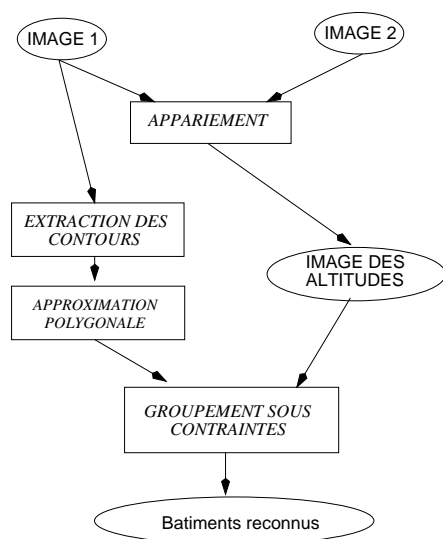 IMAGE 1
IMAGE 2
APPARIEMENT
EXTRACTION DES
CONTOURS
IMAGE DES
ALTITUDES
APPROXIMATION
POLYGONALE
GROUPEMENT SOUS
CONTRAINTES
Batiments reconnus